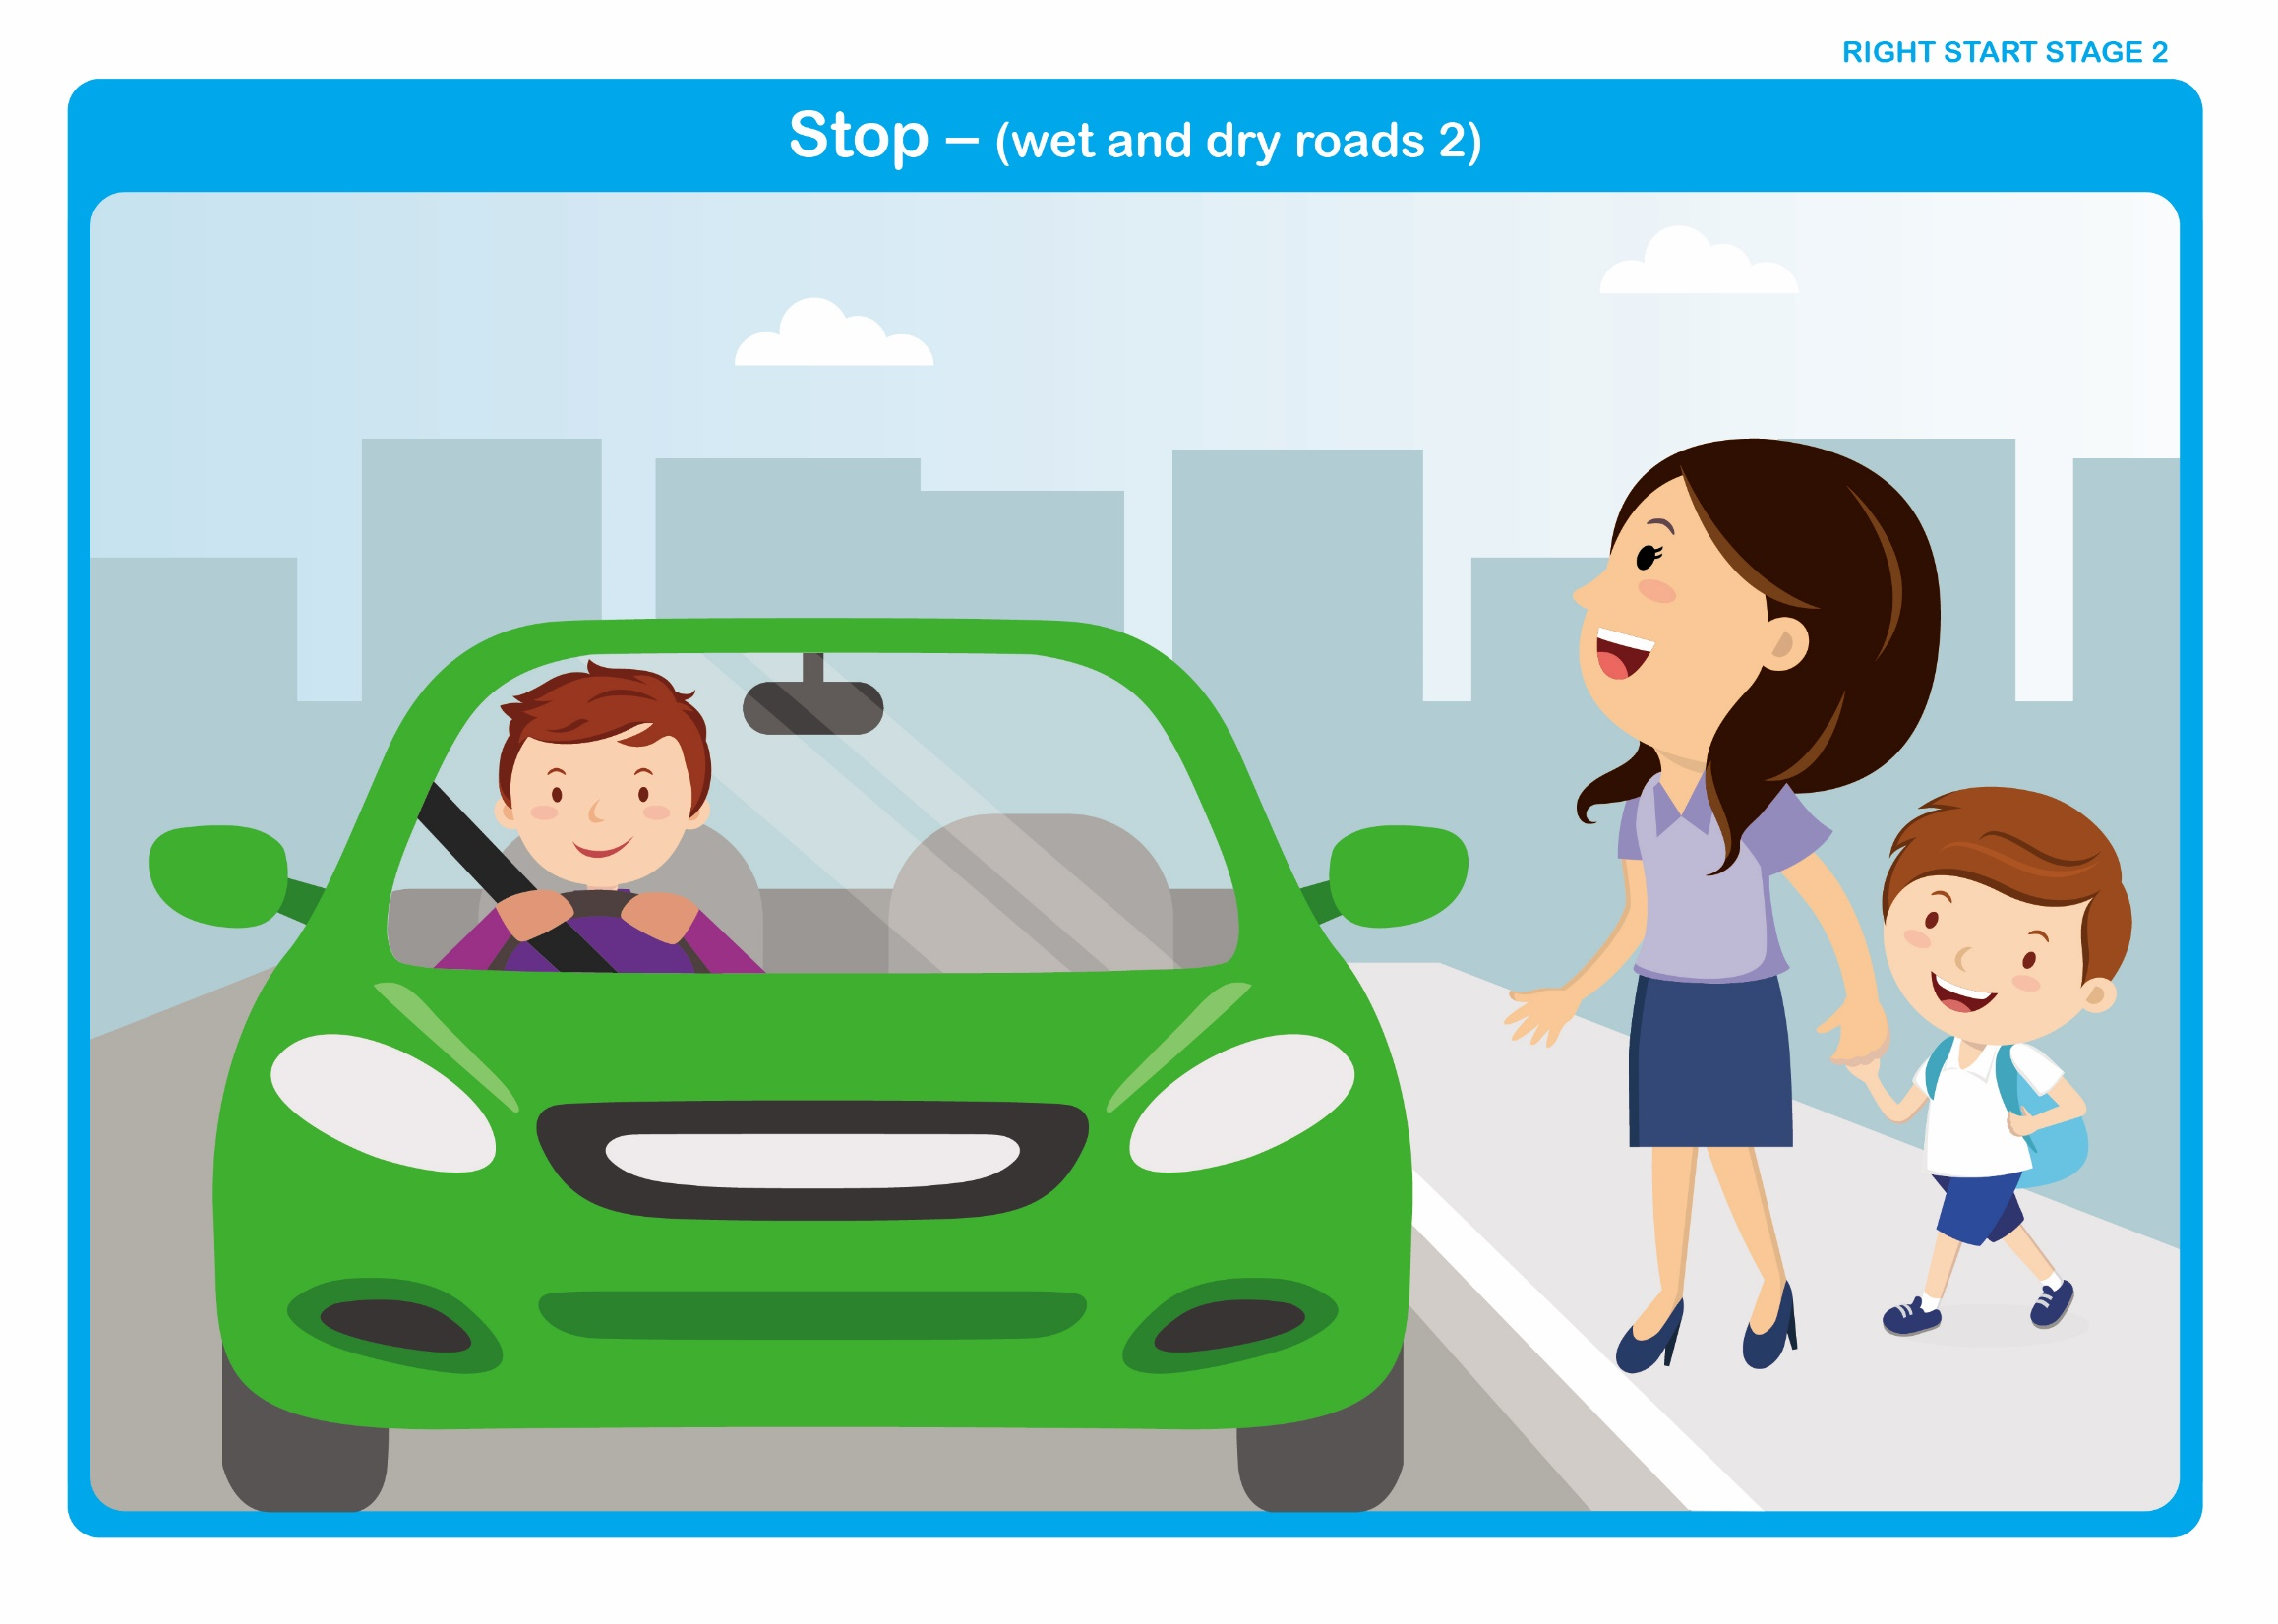 RIGHT START STAGE 2
Stop – (wet and dry roads 2)